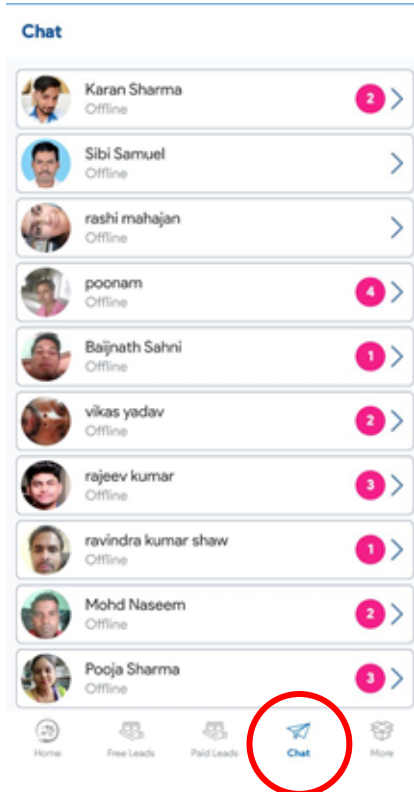 Chat
Karan Sharma
Offline
2
Sibi Samuel
Offline
rashi mahajan
Offline
poonam
Offline
4
Baijnath Sahni
Offline
1
vikas yadav
Offline
2
rajeev kumar
Offline
3
ravindra kumar shaw
Offline
1
Mohd Naseem
Offline
2
Pooja Sharma
Offline
3
Home Free Leads Paid Leads Chat More